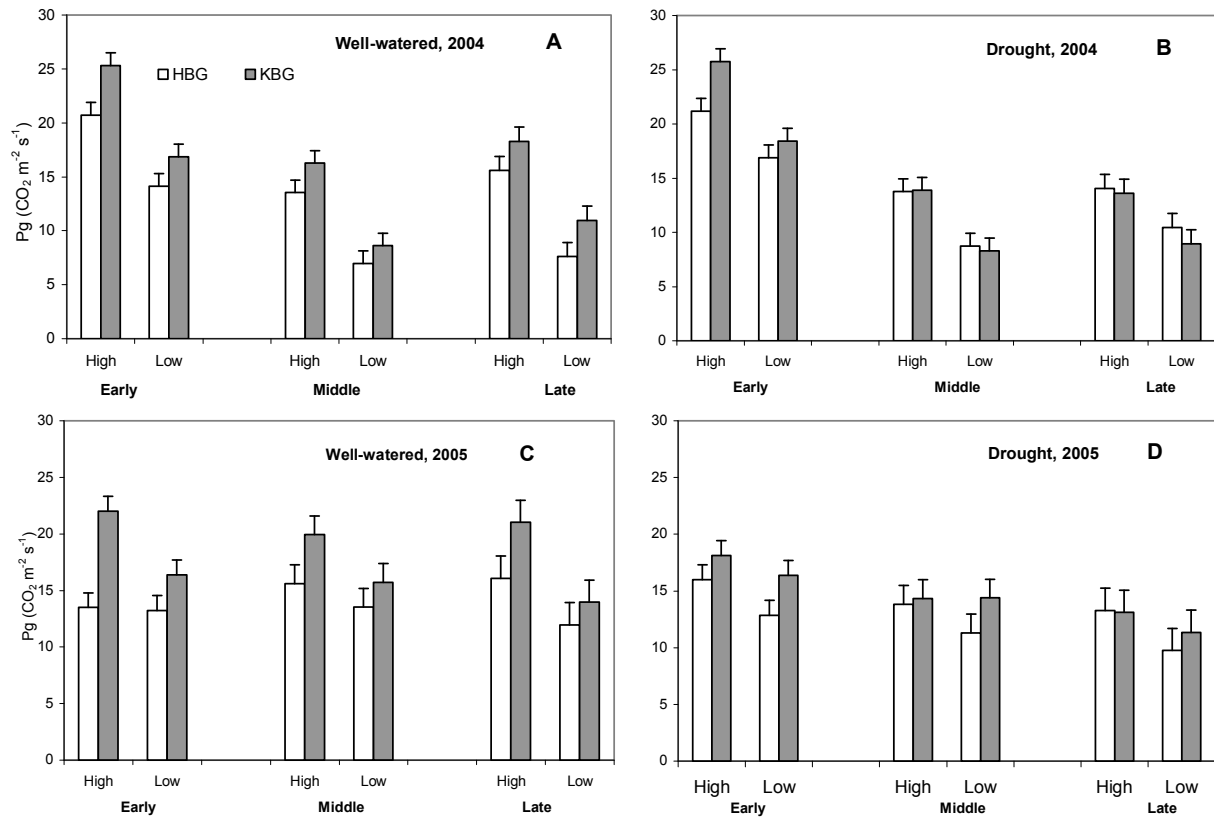 Well-watered, 2004 A
HBG KBG
Pg (CO2 m-2 s-1)
30
25
20
15
10
5
0
High Low High Low High Low
Early Middle Late
Drought, 2004 B
30
25
20
15
10
5
0
High Low High Low High Low
Early Middle Late
Well-watered, 2005 C
Pg (CO2 m-2 s-1)
30
25
20
15
10
5
0
High Low High Low High Low
Early Middle Late
Drought, 2005 D
30
25
20
15
10
5
0
High Low High Low High Low
Early Middle Late